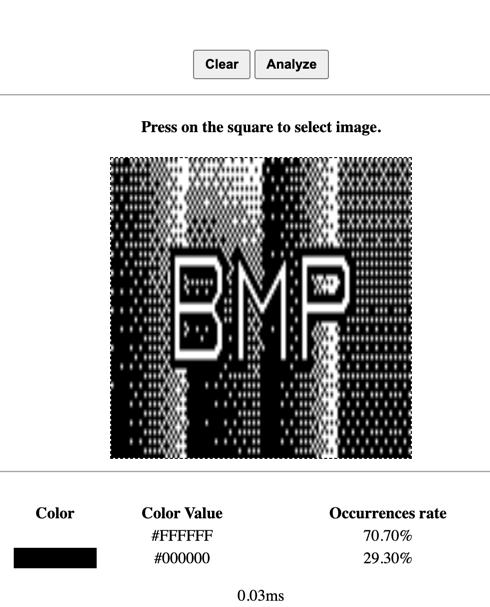 Clear Analyze
Press on the square to select image.
BMP
Color Color Value Occurrences rate
#FFFFFF 70.70%
#000000 29.30%
0.03ms